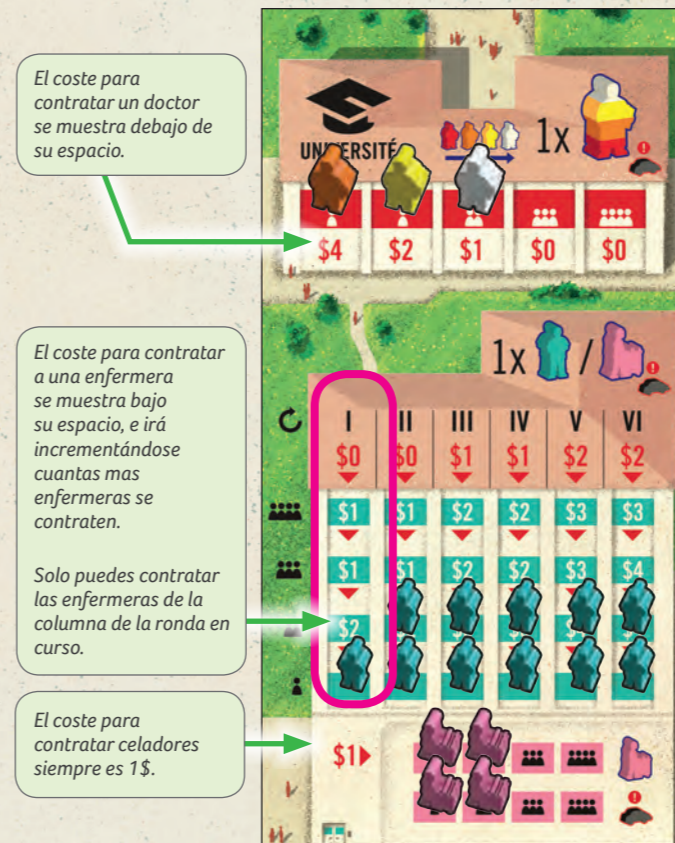 El coste para
contratar un doctor
se muestra debajo de
su espacio.
UNIVERSITÉ
1x
$4 $2 $1 $0 $0
El coste para contratar
a una enfermera
se muestra bajo
su espacio, e irá
incrementándose
cuantas mas
enfermeras se
contraten.
Solo puedes contratar
las enfermeras de la
columna de la ronda en
curso.
1x /
I II III IV V VI
$0 $0 $1 $1 $2 $2
$1 $1 $2 $2 $3 $3
$1 $1 $2 $2 $3 $4
$2
El coste para
contratar celadores
siempre es 1$.
$1